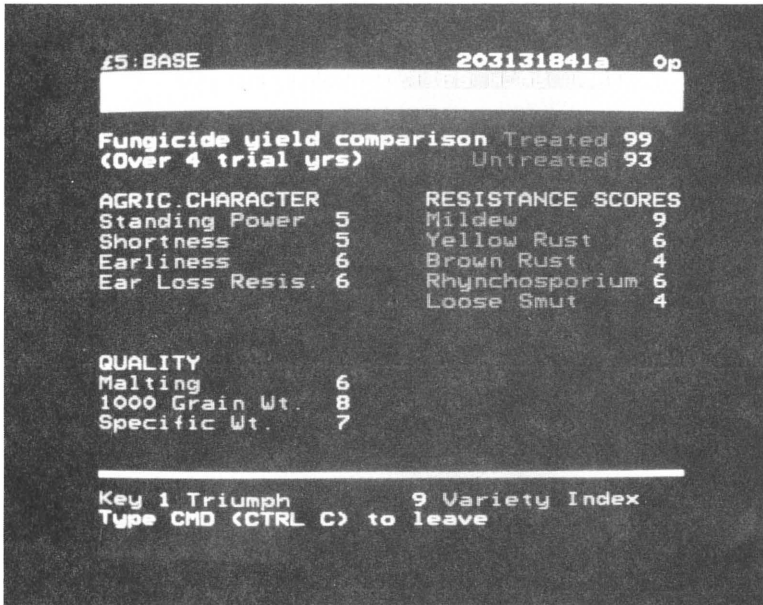 £5:BASE 203131841a 0p
Fungicide yield comparison Treated 99
(Over 4 trial yrs) Untreated 93
AGRIC.CHARACTER RESISTANCE SCORES
Standing Power 5 Mildew 9
Shortness 5 Yellow Rust 6
Earliness 6 Brown Rust 4
Ear Loss Resis. 6 Rhynchosporium 6
Loose Smut 4
QUALITY
Malting 6
1000 Grain Wt. 8
Specific Wt. 7
Key 1 Triumph 9 Variety Index
Type CMD (CTRL C) to leave